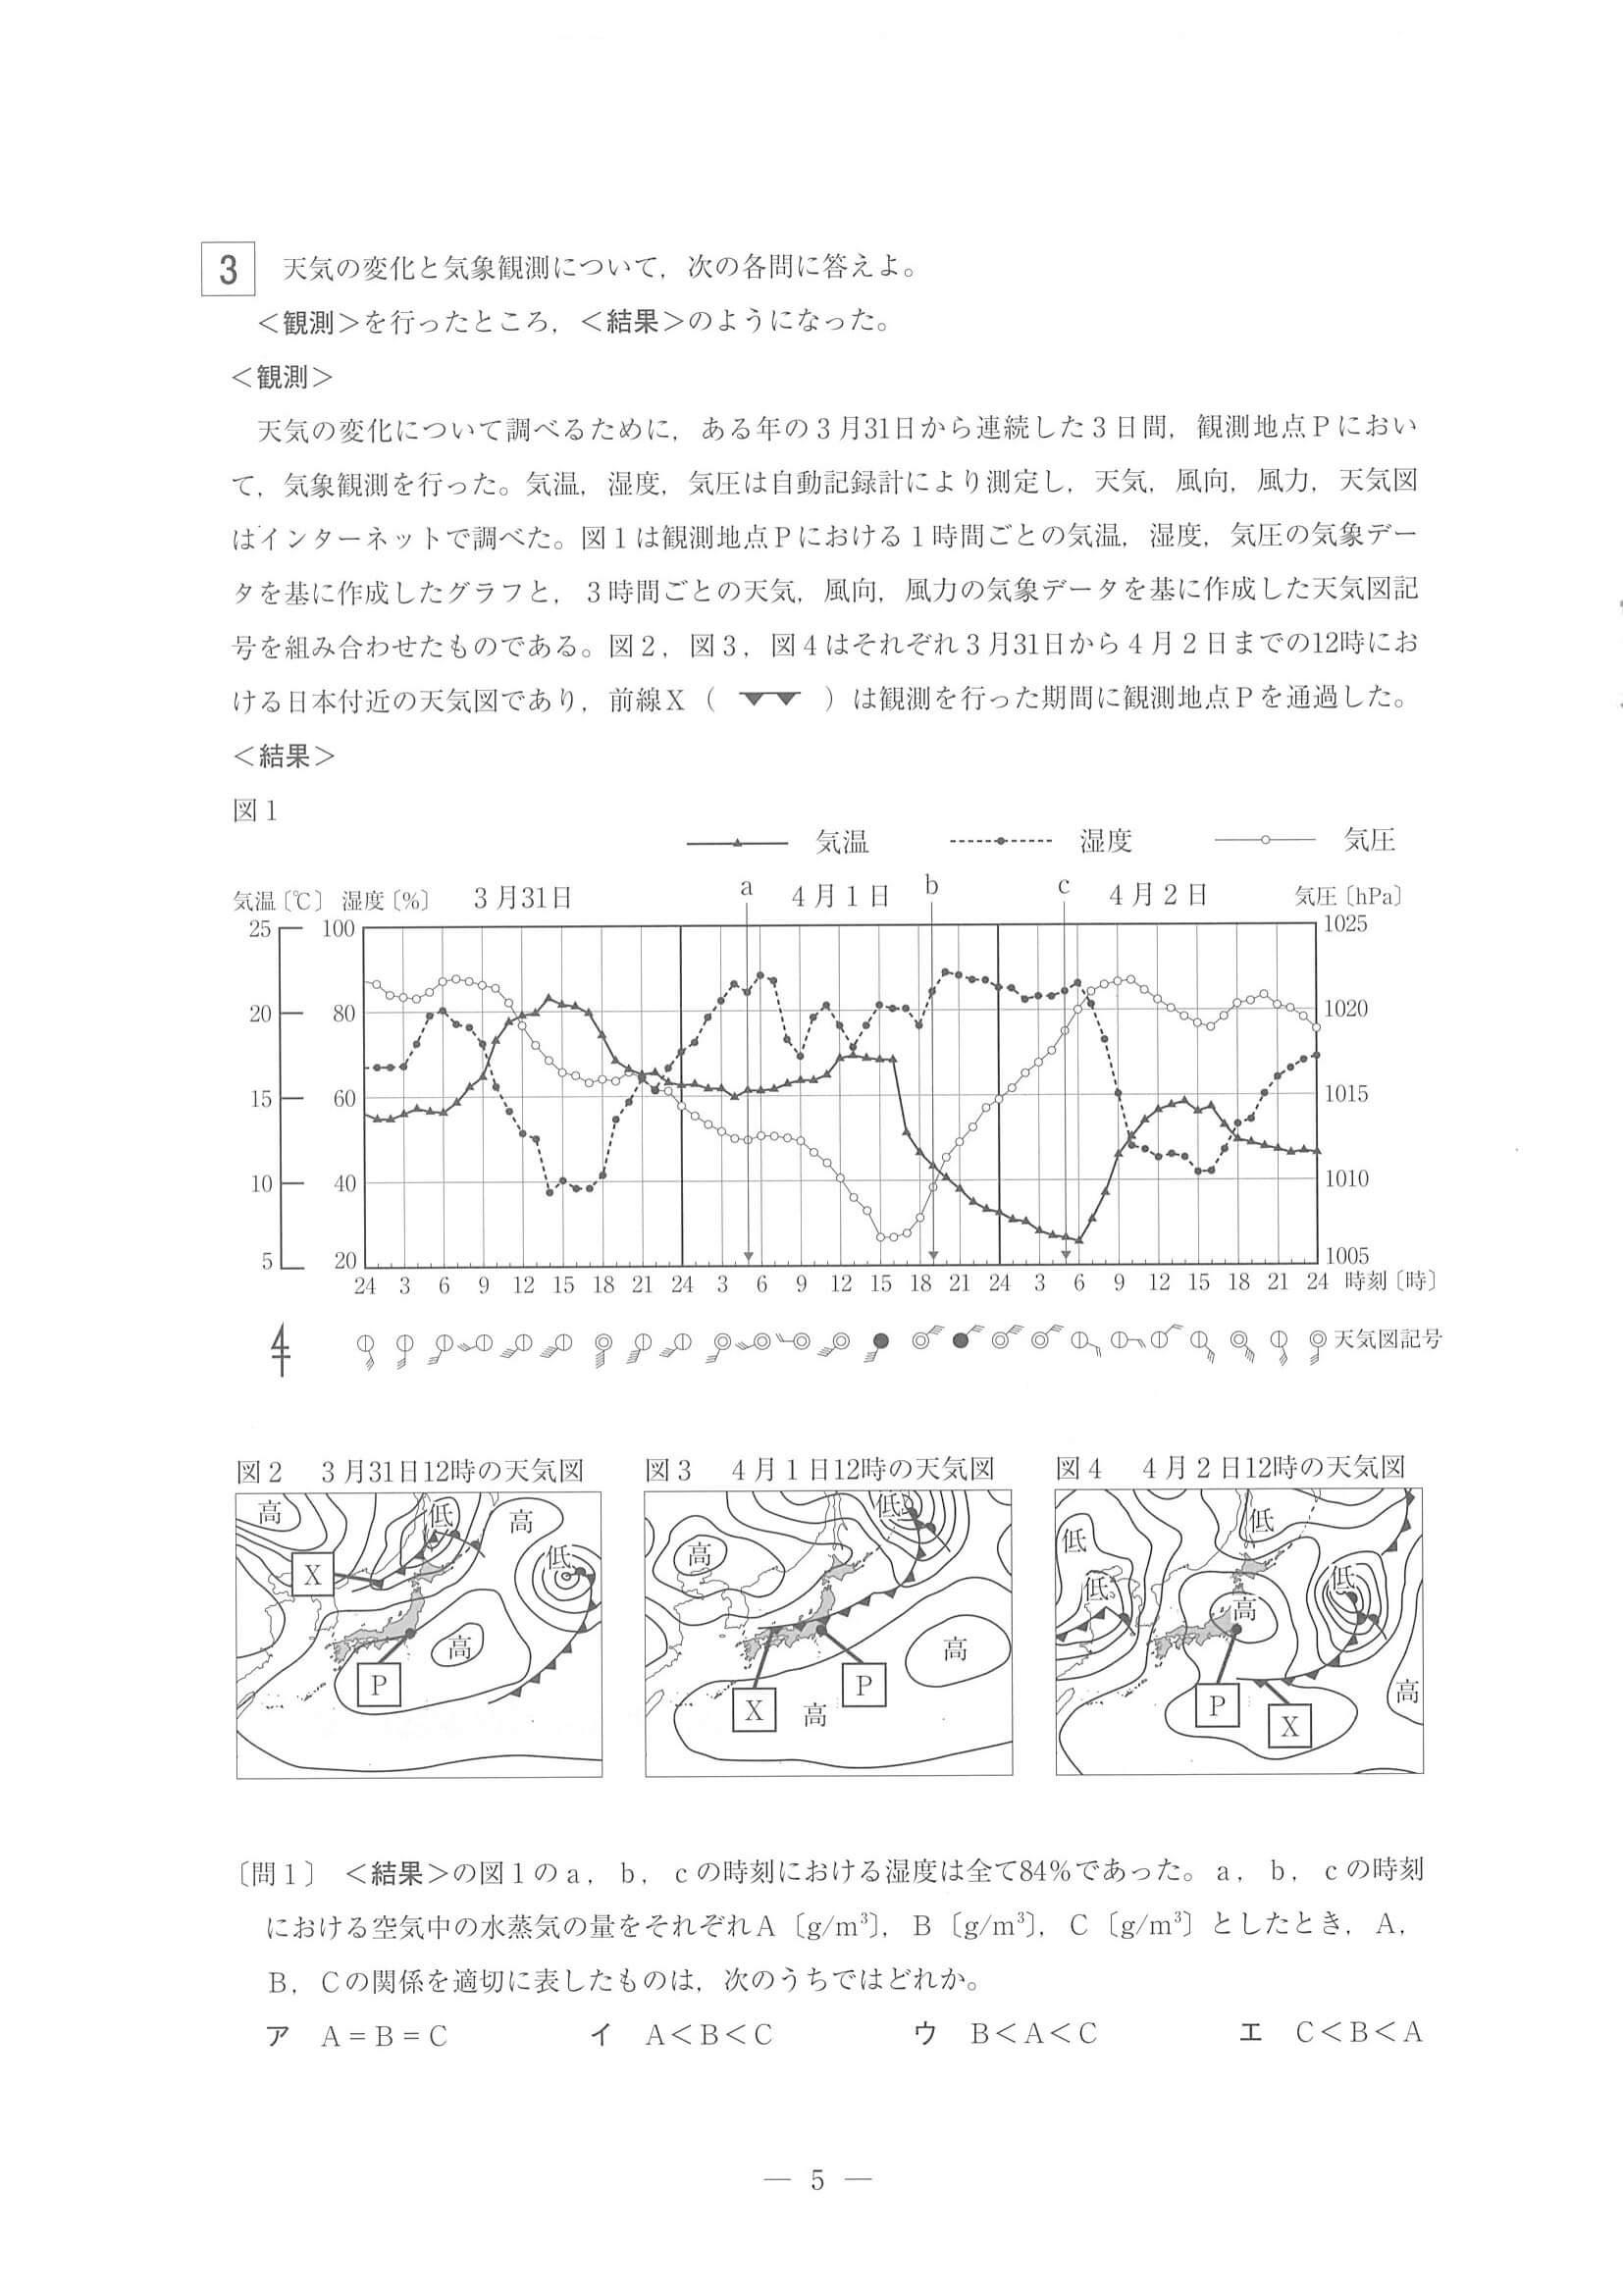 3 天気の変化と気象観測について，次の各問に答えよ。
＜観測＞を行ったところ，＜結果＞のようになった。
＜観測＞
天気の変化について調べるために，ある年の３月31日から連続した３日間，観測地点Ｐにおい
て，気象観測を行った。気温，湿度，気圧は自動記録計により測定し，天気，風向，風力，天気図
はインターネットで調べた。図１は観測地点Ｐにおける１時間ごとの気温，湿度，気圧の気象デー
タを基に作成したグラフと，３時間ごとの天気，風向，風力の気象データを基に作成した天気図記
号を組み合わせたものである。図２，図３，図４はそれぞれ３月31日から４月２日までの12時にお
ける日本付近の天気図であり，前線Ｘ（ ）は観測を行った期間に観測地点Ｐを通過した。
＜結果＞
図１
気温 湿度 気圧
気温〔℃〕 湿度〔%〕 ３月31日 a ４月１日 b c ４月２日 気圧〔hPa〕
25 100 1025
20 80 1020
15 60 1015
10 40 1010
5 20 1005
24 3 6 9 12 15 18 21 24 3 6 9 12 15 18 21 24 3 6 9 12 15 18 21 24 時刻〔時〕
天気図記号
図２ ３月31日12時の天気図
高 低 高
X 低
高
P
図３ ４月１日12時の天気図
低
高
高
X 高 P
図４ ４月２日12時の天気図
低 低
低 低
高
高
P X
〔問１〕 ＜結果＞の図１のa，b，cの時刻における湿度は全て84%であった。a，b，cの時刻
における空気中の水蒸気の量をそれぞれA〔g/m³〕，B〔g/m³〕，C〔g/m³〕としたとき，A，
B，Cの関係を適切に表したものは，次のうちではどれか。
ア A＝B＝C イ A＜B＜C ウ B＜A＜C エ C＜B＜A
— 5 —